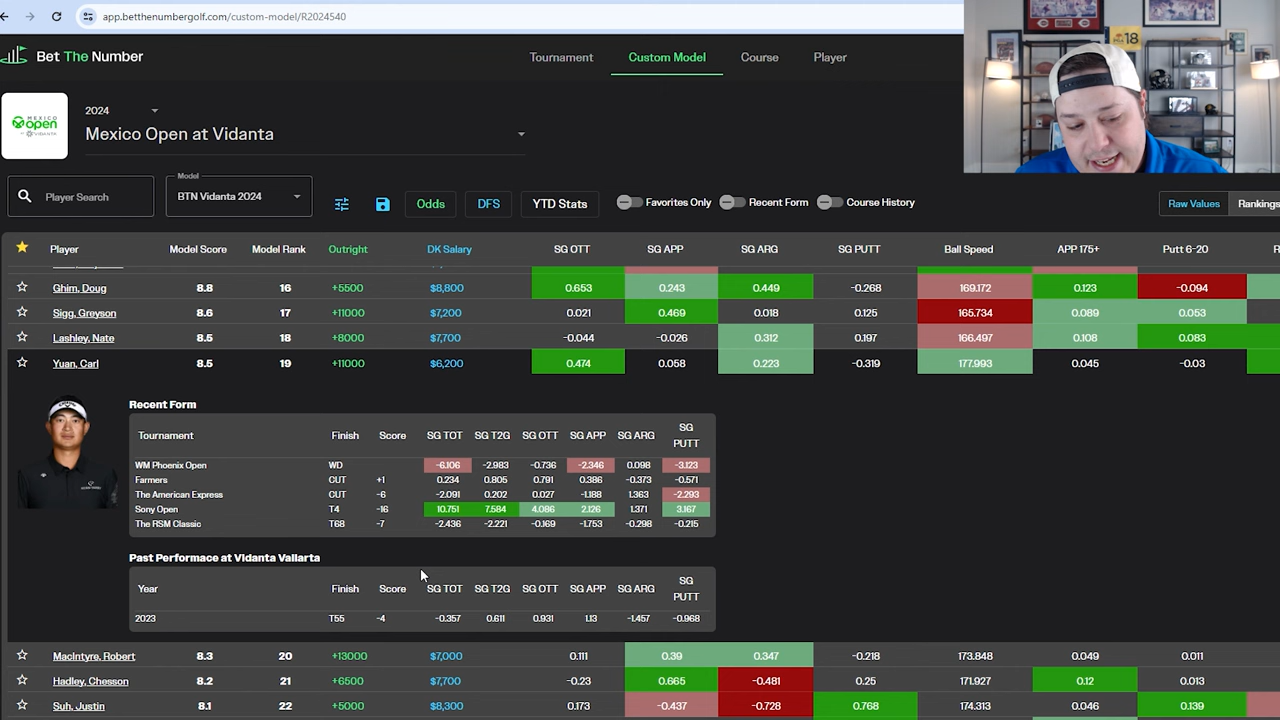 app.betthenumbergolf.com/custom-model/R2024540
Bet The Number
Tournament Custom Model Course Player
18
MEXICO
open
AT VIDANTA
2024
Mexico Open at Vidanta
Player Search
Model
BTN Vidanta 2024
Odds DFS YTD Stats Favorites Only Recent Form Course History Raw Values Rankings
Player Model Score Model Rank Outright DK Salary SG OTT SG APP SG ARG SG PUTT Ball Speed APP 175+ Putt 6-20
Ghim, Doug 8.8 16 +5500 $8,800 0.653 0.243 0.449 -0.268 169.172 0.123 -0.094
Sigg, Greyson 8.6 17 +11000 $7,200 0.021 0.469 0.018 0.125 165.734 0.089 0.053
Lashley, Nate 8.5 18 +8000 $7,700 -0.044 -0.026 0.312 0.197 166.497 0.108 0.083
Yuan, Carl 8.5 19 +11000 $6,200 0.474 0.058 0.223 -0.319 177.993 0.045 -0.03
Recent Form
Tournament Finish Score SG TOT SG T2G SG OTT SG APP SG ARG SG PUTT
WM Phoenix Open WD -6.106 -2.983 -0.736 -2.346 0.098 -3.123
Farmers CUT +1 0.234 0.805 0.791 0.386 -0.373 -0.571
The American Express CUT -6 -2.091 0.202 0.027 -1.188 1.363 -2.293
Sony Open T4 -16 10.751 7.584 4.086 2.126 1.371 3.167
The RSM Classic T68 -7 -2.436 -2.221 -0.169 -1.753 -0.298 -0.215
Past Performace at Vidanta Vallarta
Year Finish Score SG TOT SG T2G SG OTT SG APP SG ARG SG PUTT
2023 T55 -4 -0.357 0.611 0.931 1.13 -1.457 -0.968
MacIntyre, Robert 8.3 20 +13000 $7,000 0.111 0.39 0.347 -0.218 173.848 0.049 0.011
Hadley, Chesson 8.2 21 +6500 $7,700 -0.23 0.665 -0.481 0.25 171.927 0.12 0.013
Suh, Justin 8.1 22 +5000 $8,300 0.173 -0.437 -0.728 0.768 174.313 0.046 0.139